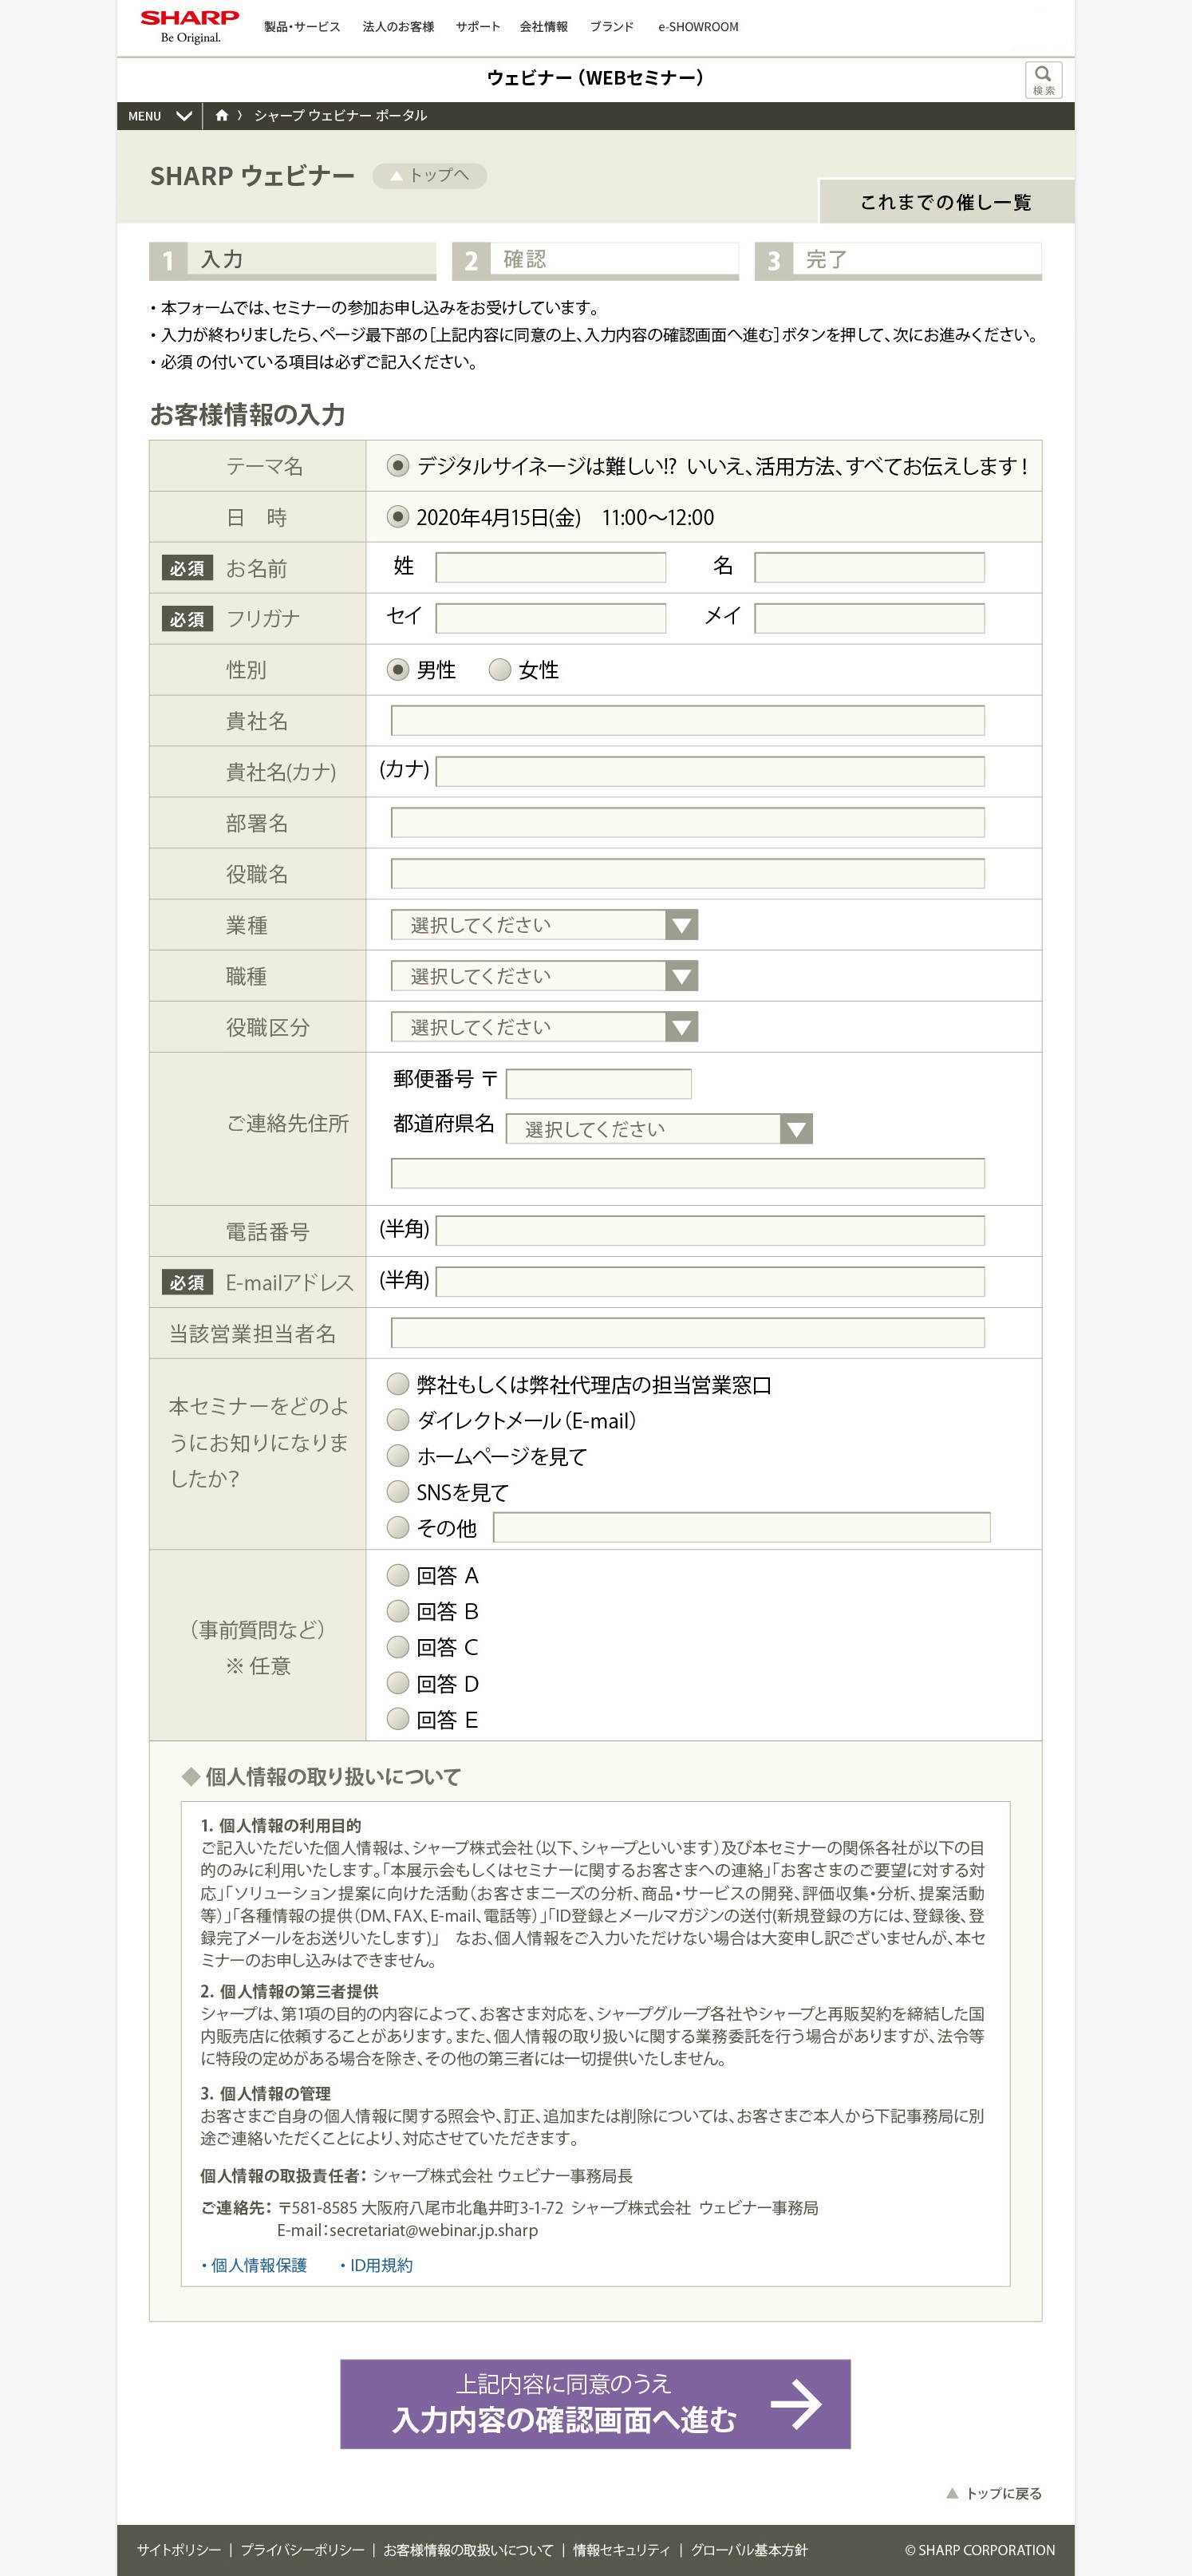 SHARP
Be Original.
製品・サービス 法人のお客様 サポート 会社情報 ブランド e-SHOWROOM
ウェビナー（WEBセミナー）
検索
MENU シャープ ウェビナー ポータル
SHARP ウェビナー ▲ トップへ
これまでの催し一覧
1 入力 2 確認 3 完了
・本フォームでは、セミナーの参加お申し込みをお受けしています。
・入力が終わりましたら、ページ最下部の［上記内容に同意の上、入力内容の確認画面へ進む］ボタンを押して、次にお進みください。
・必須 の付いている項目は必ずご記入ください。
お客様情報の入力
テーマ名 デジタルサイネージは難しい!? いいえ、活用方法、すべてお伝えします！
日　時 2020年4月15日(金)　11:00～12:00
必須 お名前 姓 名
必須 フリガナ セイ メイ
性別 男性 女性
貴社名
貴社名(カナ) (カナ)
部署名
役職名
業種 選択してください
職種 選択してください
役職区分 選択してください
ご連絡先住所 郵便番号 〒
都道府県名 選択してください
電話番号 (半角)
必須 E-mailアドレス (半角)
当該営業担当者名
本セミナーをどのよ
うにお知りになりま
したか？
弊社もしくは弊社代理店の担当営業窓口
ダイレクトメール（E-mail）
ホームページを見て
SNSを見て
その他
（事前質問など）
※ 任意
回答 A
回答 B
回答 C
回答 D
回答 E
◆ 個人情報の取り扱いについて
1. 個人情報の利用目的
ご記入いただいた個人情報は、シャープ株式会社（以下、シャープといいます）及び本セミナーの関係各社が以下の目
的のみに利用いたします。「本展示会もしくはセミナーに関するお客さまへの連絡」「お客さまのご要望に対する対
応」「ソリューション提案に向けた活動（お客さまニーズの分析、商品・サービスの開発、評価収集・分析、提案活動
等）」「各種情報の提供（DM、FAX、E-mail、電話等）」「ID登録とメールマガジンの送付(新規登録の方には、登録後、登
録完了メールをお送りいたします)」　なお、個人情報をご入力いただけない場合は大変申し訳ございませんが、本セ
ミナーのお申し込みはできません。
2. 個人情報の第三者提供
シャープは、第1項の目的の内容によって、お客さま対応を、シャープグループ各社やシャープと再販契約を締結した国
内販売店に依頼することがあります。また、個人情報の取り扱いに関する業務委託を行う場合がありますが、法令等
に特段の定めがある場合を除き、その他の第三者には一切提供いたしません。
3. 個人情報の管理
お客さまご自身の個人情報に関する照会や、訂正、追加または削除については、お客さまご本人から下記事務局に別
途ご連絡いただくことにより、対応させていただきます。
個人情報の取扱責任者： シャープ株式会社 ウェビナー事務局長
ご連絡先： 〒581-8585 大阪府八尾市北亀井町3-1-72 シャープ株式会社 ウェビナー事務局
E-mail：secretariat@webinar.jp.sharp
・個人情報保護 ・ID用規約
上記内容に同意のうえ
入力内容の確認画面へ進む
▲ トップに戻る
サイトポリシー | プライバシーポリシー | お客様情報の取扱いについて | 情報セキュリティ | グローバル基本方針 © SHARP CORPORATION